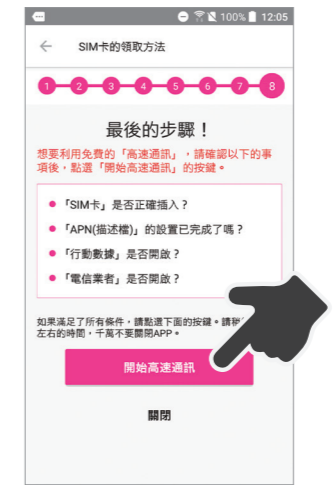 100% 12:05
SIM卡的領取方法
1 2 3 4 5 6 7 8
最後的步驟！
想要利用免費的「高速通訊」，請確認以下的事
項後，點選「開始高速通訊」的按鍵。
「SIM卡」是否正確插入？
「APN(描述檔)」的設置已完成了嗎？
「行動數據」是否開啟？
「電信業者」是否開啟？
如果滿足了所有條件，請點選下面的按鍵。請稍
左右的時間，千萬不要關閉APP。
開始高速通訊
關閉